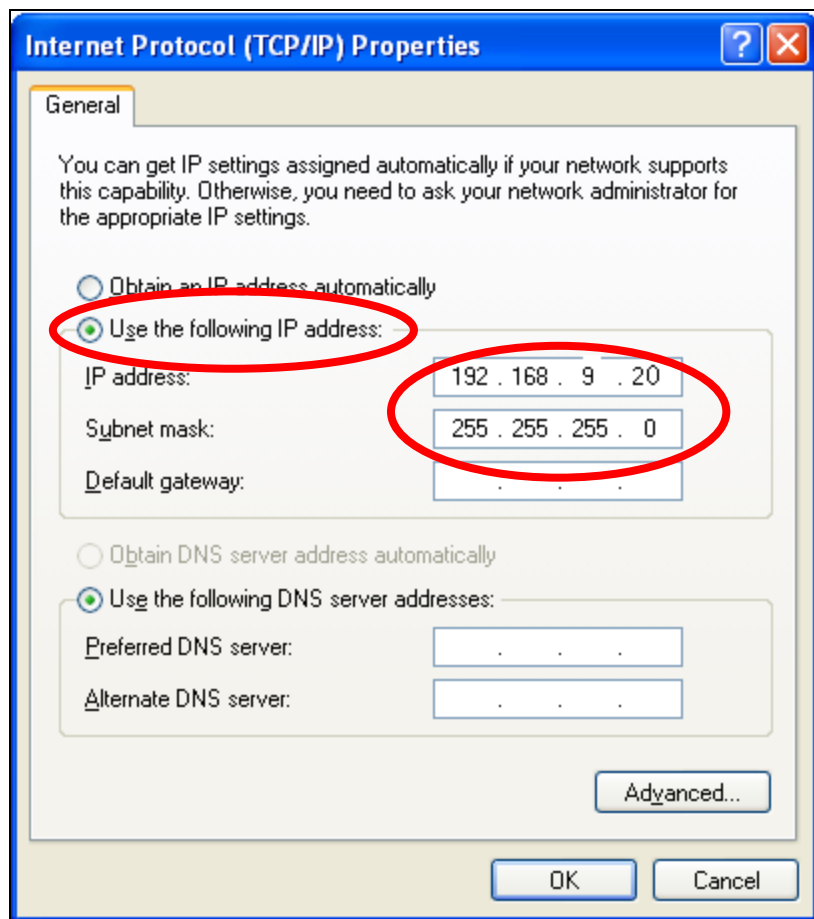 Internet Protocol (TCP/IP) Properties
General
You can get IP settings assigned automatically if your network supports
this capability. Otherwise, you need to ask your network administrator for
the appropriate IP settings.
Obtain an IP address automatically
Use the following IP address:
IP address: 192 . 168 . 9 . 20
Subnet mask: 255 . 255 . 255 . 0
Default gateway: . . .
Obtain DNS server address automatically
Use the following DNS server addresses:
Preferred DNS server: . . .
Alternate DNS server: . . .
Advanced...
OK Cancel